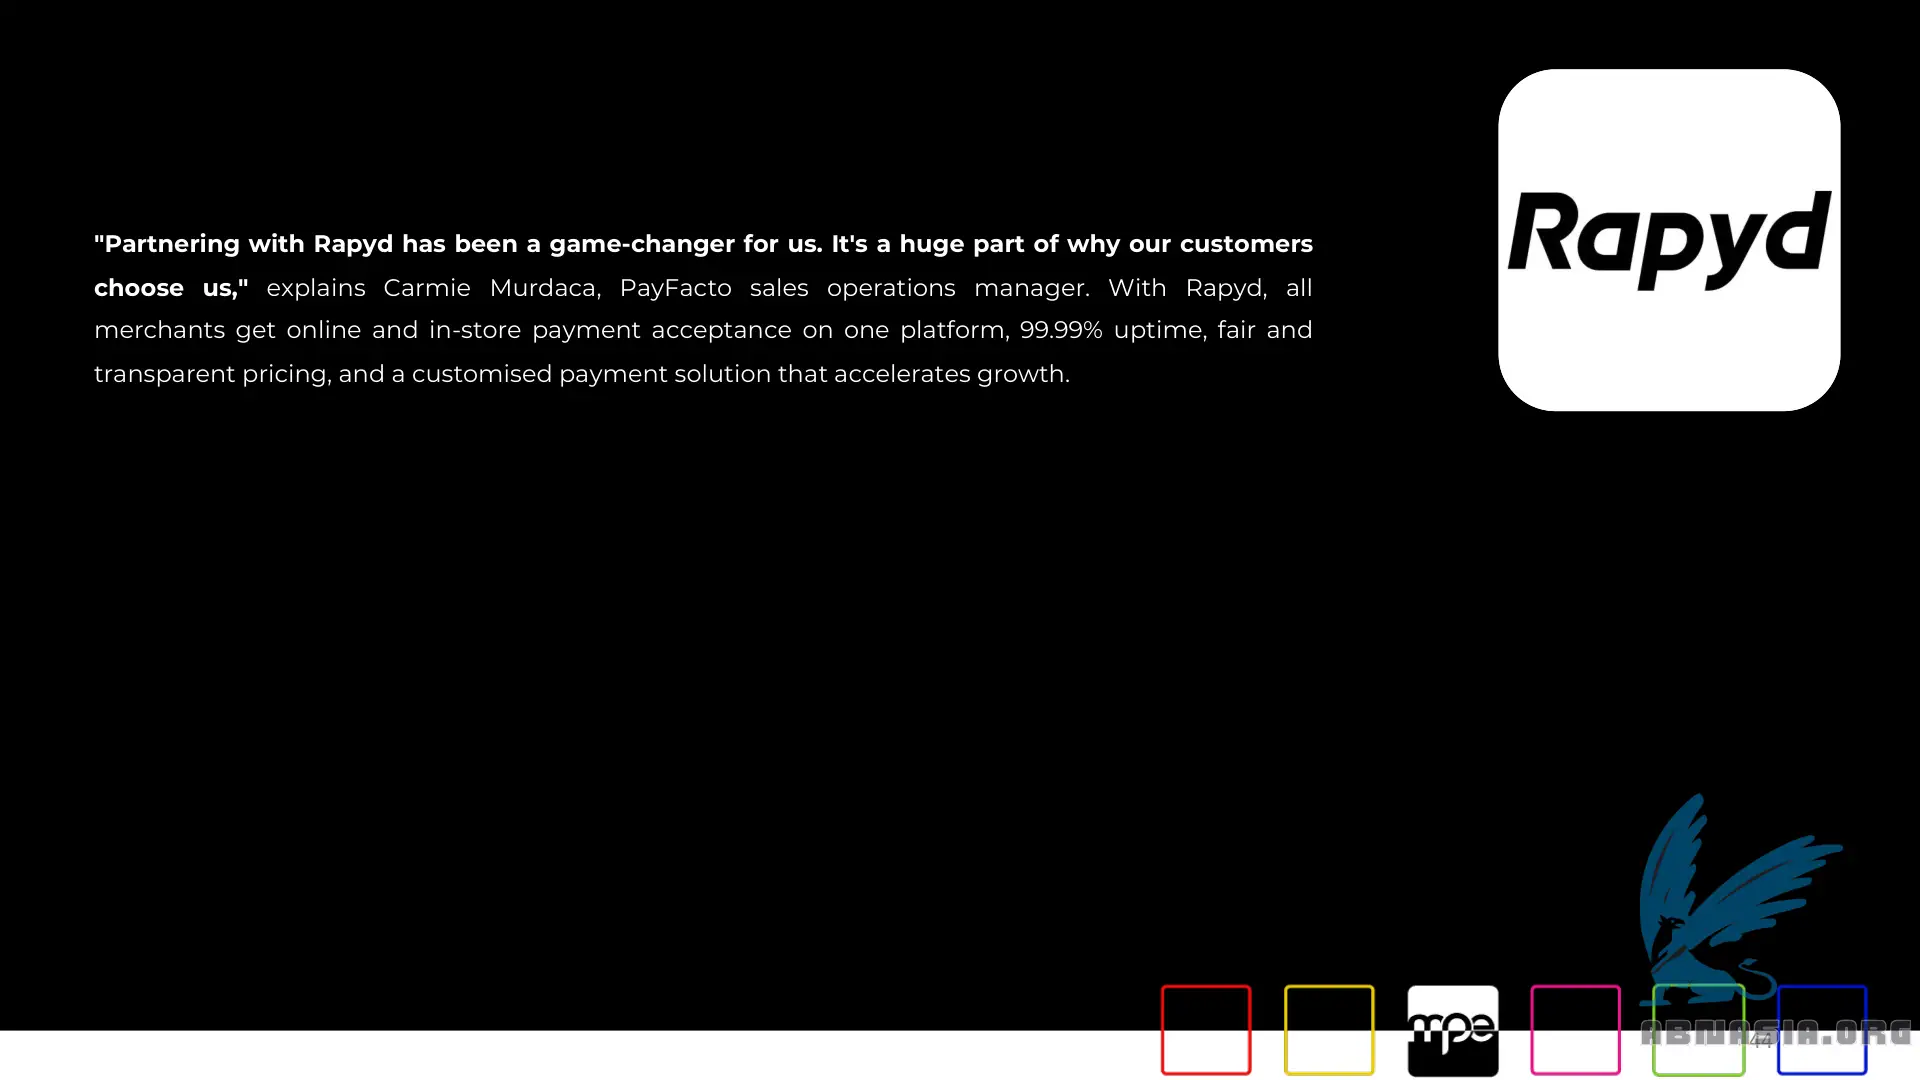 Rapyd
"Partnering with Rapyd has been a game-changer for us. It's a huge part of why our customers
choose us," explains Carmie Murdaca, PayFacto sales operations manager. With Rapyd, all
merchants get online and in-store payment acceptance on one platform, 99.99% uptime, fair and
transparent pricing, and a customised payment solution that accelerates growth.
mpe
ABNASIA.ORG
44